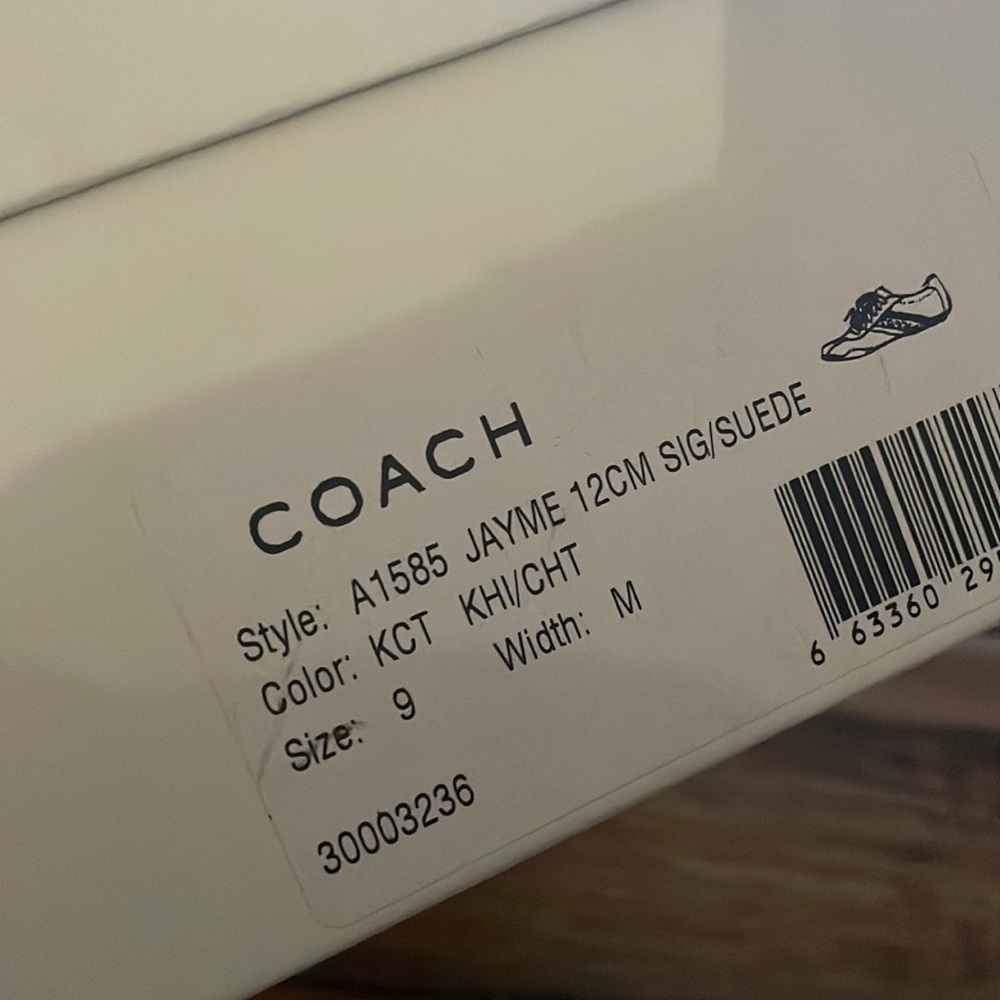 COACH
Style: A1585 JAYME 12CM SIG/SUEDE
Color: KCT KHI/CHT
Size: 9 Width: M
30003236
6 63360 29